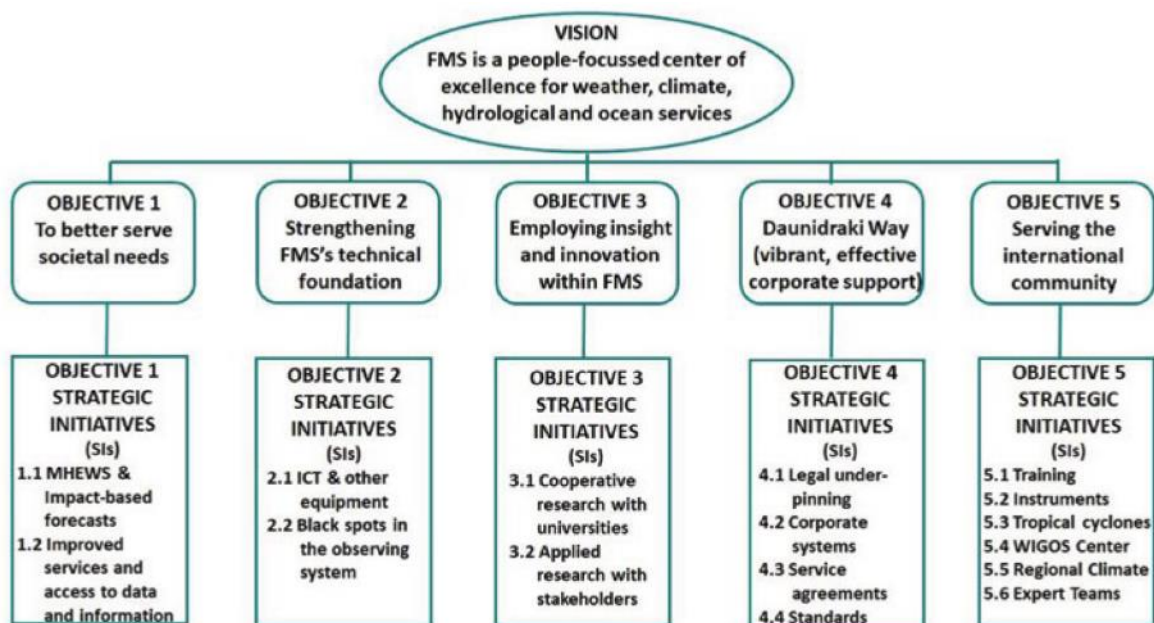 VISION
FMS is a people-focussed center of
excellence for weather, climate,
hydrological and ocean services
OBJECTIVE 1
To better serve
societal needs
OBJECTIVE 2
Strengthening
FMS's technical
foundation
OBJECTIVE 3
Employing insight
and innovation
within FMS
OBJECTIVE 4
Daunidraki Way
(vibrant, effective
corporate support)
OBJECTIVE 5
Serving the
international
community
OBJECTIVE 1
STRATEGIC
INITIATIVES
(SIs)
1.1 MHEWS &
Impact-based
forecasts
1.2 Improved
services and
access to data
and information
OBJECTIVE 2
STRATEGIC
INITIATIVES
(SIs)
2.1 ICT & other
equipment
2.2 Black spots in
the observing
system
OBJECTIVE 3
STRATEGIC
INITIATIVES
(SIs)
3.1 Cooperative
research with
universities
3.2 Applied
research with
stakeholders
OBJECTIVE 4
STRATEGIC
INITIATIVES
(SIs)
4.1 Legal under-
pinning
4.2 Corporate
systems
4.3 Service
agreements
4.4 Standards
OBJECTIVE 5
STRATEGIC
INITIATIVES
(SIs)
5.1 Training
5.2 Instruments
5.3 Tropical cyclones
5.4 WIGOS Center
5.5 Regional Climate
5.6 Expert Teams